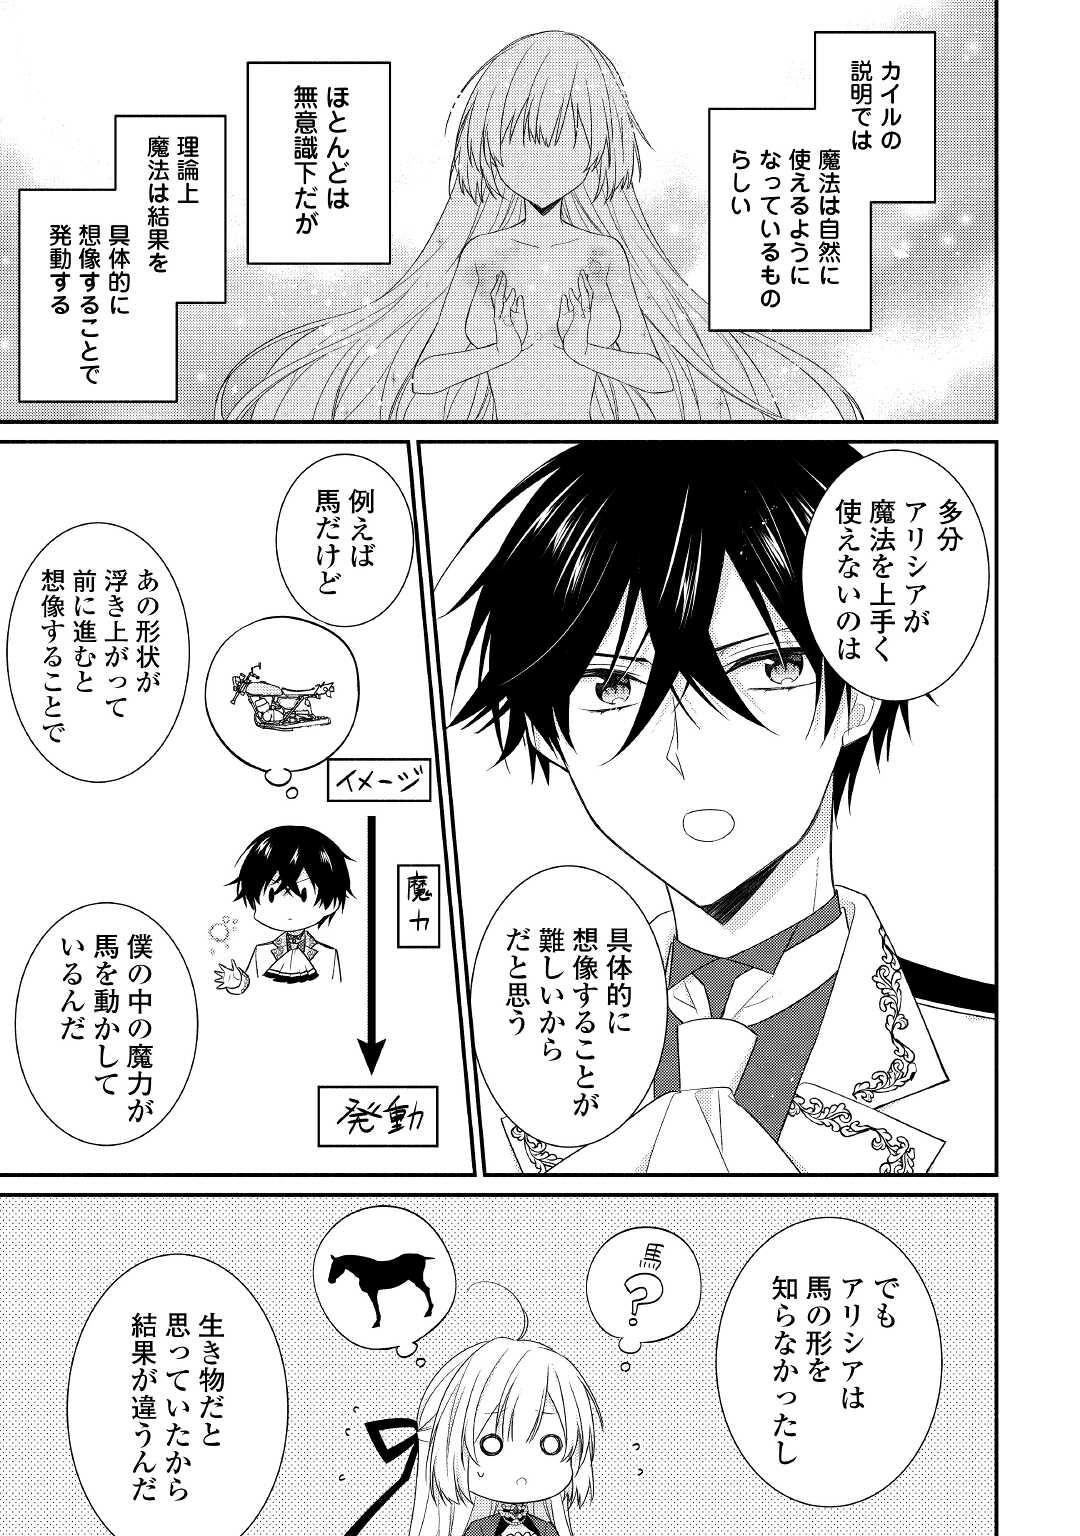 カイルの
説明では
魔法は自然に
使えるように
なっているもの
らしい
ほとんどは
無意識下だが
理論上
魔法は結果を
具体的に
想像することで
発動する
多分
アリシアが
魔法を上手く
使えないのは
具体的に
想像することが
難しいから
だと思う
例えば
馬だけど
あの形状が
浮き上がって
前に進むと
想像することで
イメージ
魔力
発動
僕の中の魔力が
馬を動かして
いるんだ
でも
アリシアは
馬の形を
知らなかったし
馬
?
生き物だと
思っていたから
結果が違うんだ